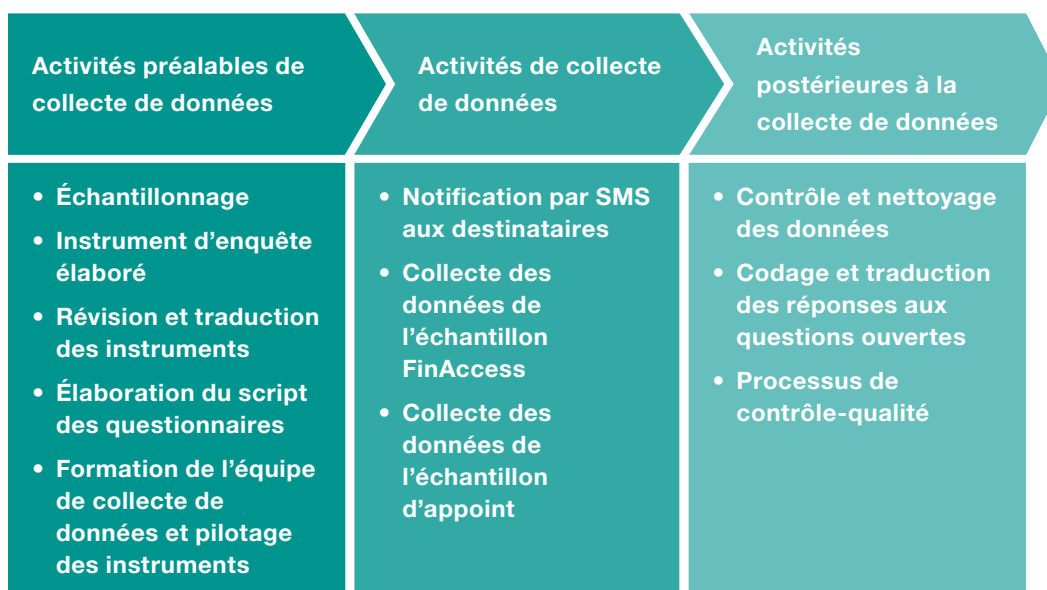 Activités préalables de
collecte de données
Activités de collecte
de données
Activités
postérieures à la
collecte de données
• Échantillonnage
• Instrument d'enquête
élaboré
• Révision et traduction
des instruments
• Élaboration du script
des questionnaires
• Formation de l'équipe
de collecte de
données et pilotage
des instruments
• Notification par SMS
aux destinataires
• Collecte des
données de
l'échantillon
FinAccess
• Collecte des
données de
l'échantillon
d'appoint
• Contrôle et nettoyage
des données
• Codage et traduction
des réponses aux
questions ouvertes
• Processus de
contrôle-qualité